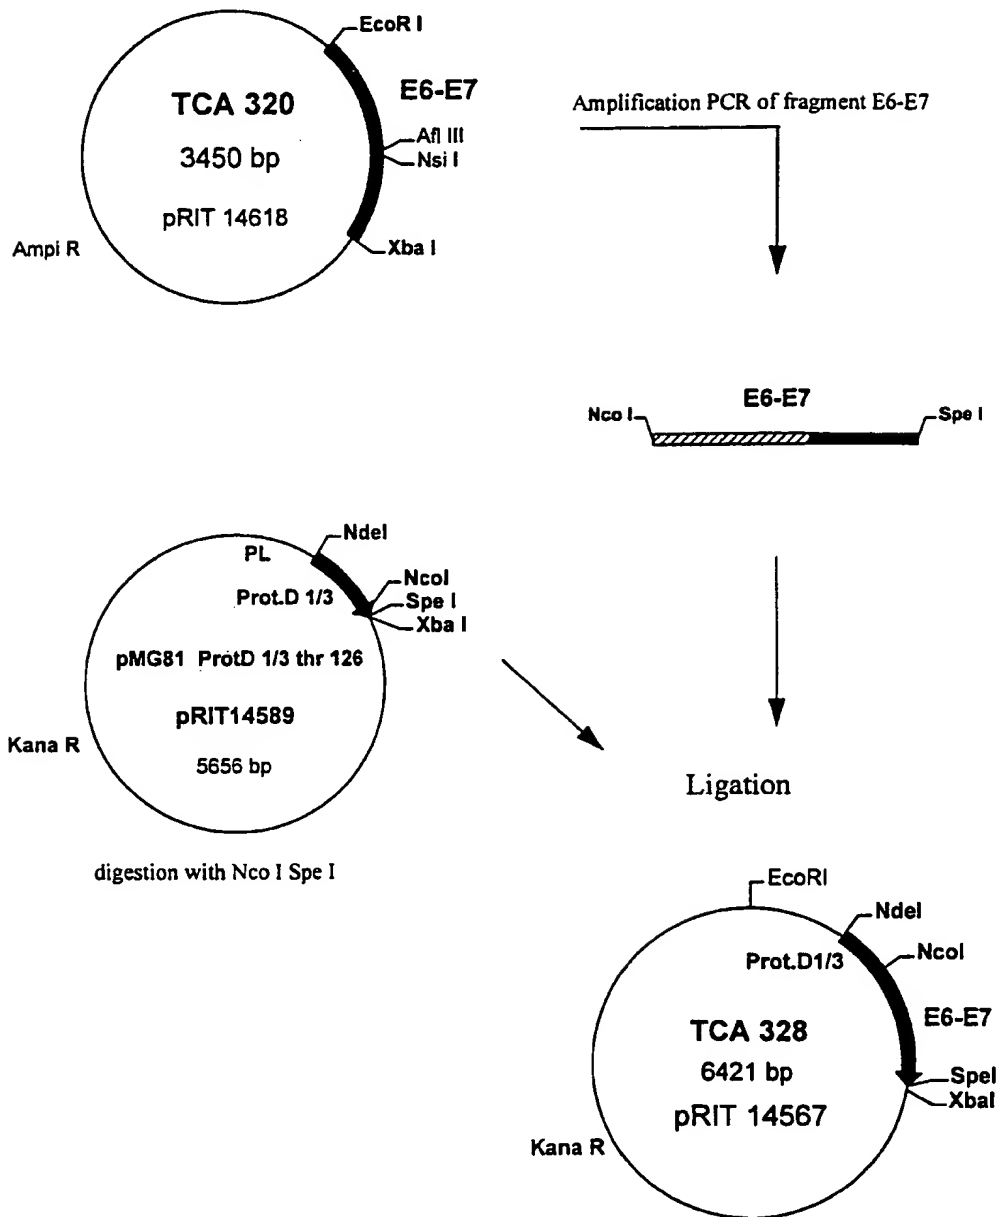 EcoR I
TCA 320
E6-E7
3450 bp
Afl III
Nsi I
pRIT 14618
Ampi R
Xba I
Amplification PCR of fragment E6-E7
E6-E7
Nco I
Spe I
NdeI
PL
NcoI
Prot.D 1/3
Spe I
Xba I
pMG81 ProtD 1/3 thr 126
pRIT14589
Kana R
5656 bp
digestion with Nco I Spe I
Ligation
EcoRI
NdeI
Prot.D1/3
NcoI
E6-E7
TCA 328
6421 bp
SpeI
XbaI
pRIT 14567
Kana R